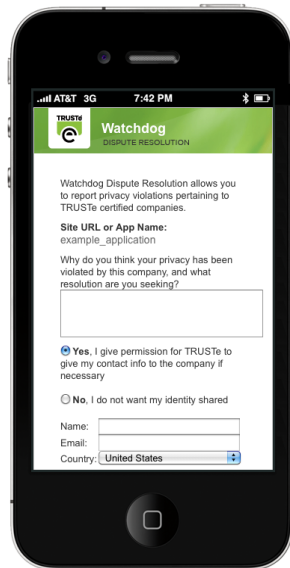 AT&T 3G 7:42 PM
TRUSTe
Watchdog
DISPUTE RESOLUTION
Watchdog Dispute Resolution allows you
to report privacy violations pertaining to
TRUSTe certified companies.
Site URL or App Name:
example_application
Why do you think your privacy has been
violated by this company, and what
resolution are you seeking?
Yes, I give permission for TRUSTe to
give my contact info to the company if
necessary
No, I do not want my identity shared
Name:
Email:
Country: United States